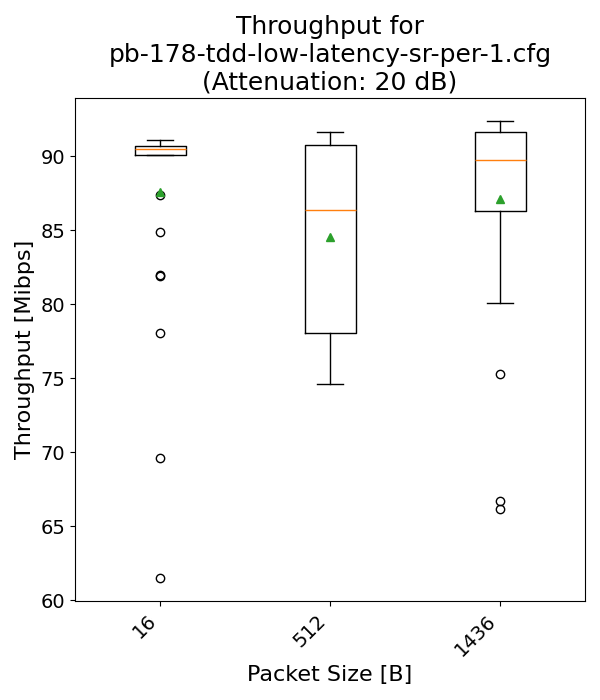 Throughput for
pb-178-tdd-low-latency-sr-per-1.cfg
(Attenuation: 20 dB)
Throughput [Mibps]
90
85
80
75
70
65
60
16
512
1436
Packet Size [B]